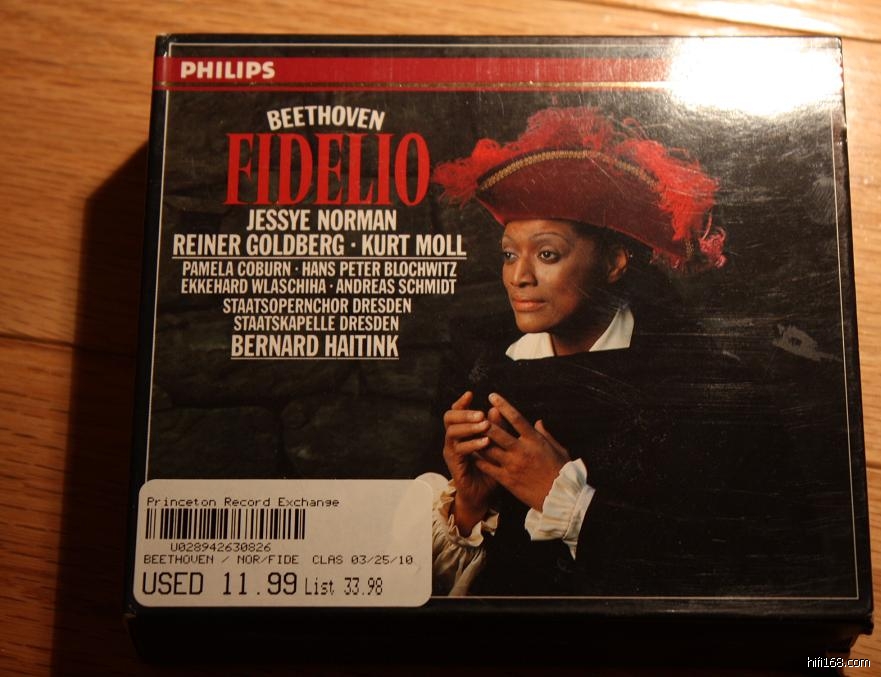 PHILIPS
BEETHOVEN
FIDELIO
JESSYE NORMAN
REINER GOLDBERG · KURT MOLL
PAMELA COBURN · HANS PETER BLOCHWITZ
EKKEHARD WLASCHIHA · ANDREAS SCHMIDT
STAATSOPERNCHOR DRESDEN
STAATSKAPELLE DRESDEN
BERNARD HAITINK
Princeton Record Exchange
U028942630826
BEETHOVEN / NOR/FIDE CLAS 03/25/10
USED 11.99 List 33.98
hifi168.com